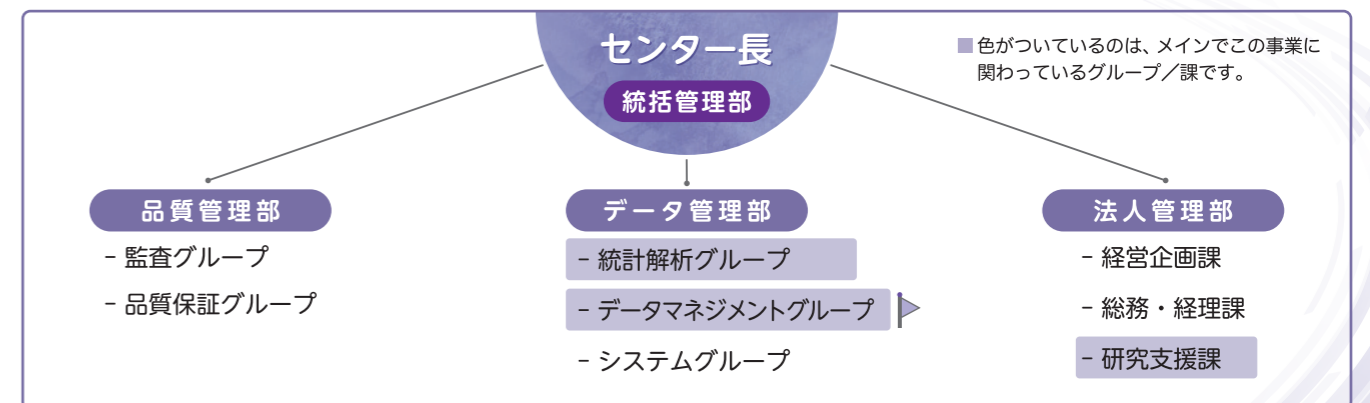 センター長
統括管理部
色がついているのは、メインでこの事業に
関わっているグループ／課です。
品質管理部
- 監査グループ
- 品質保証グループ
データ管理部
- 統計解析グループ
- データマネジメントグループ
- システムグループ
法人管理部
- 経営企画課
- 総務・経理課
- 研究支援課